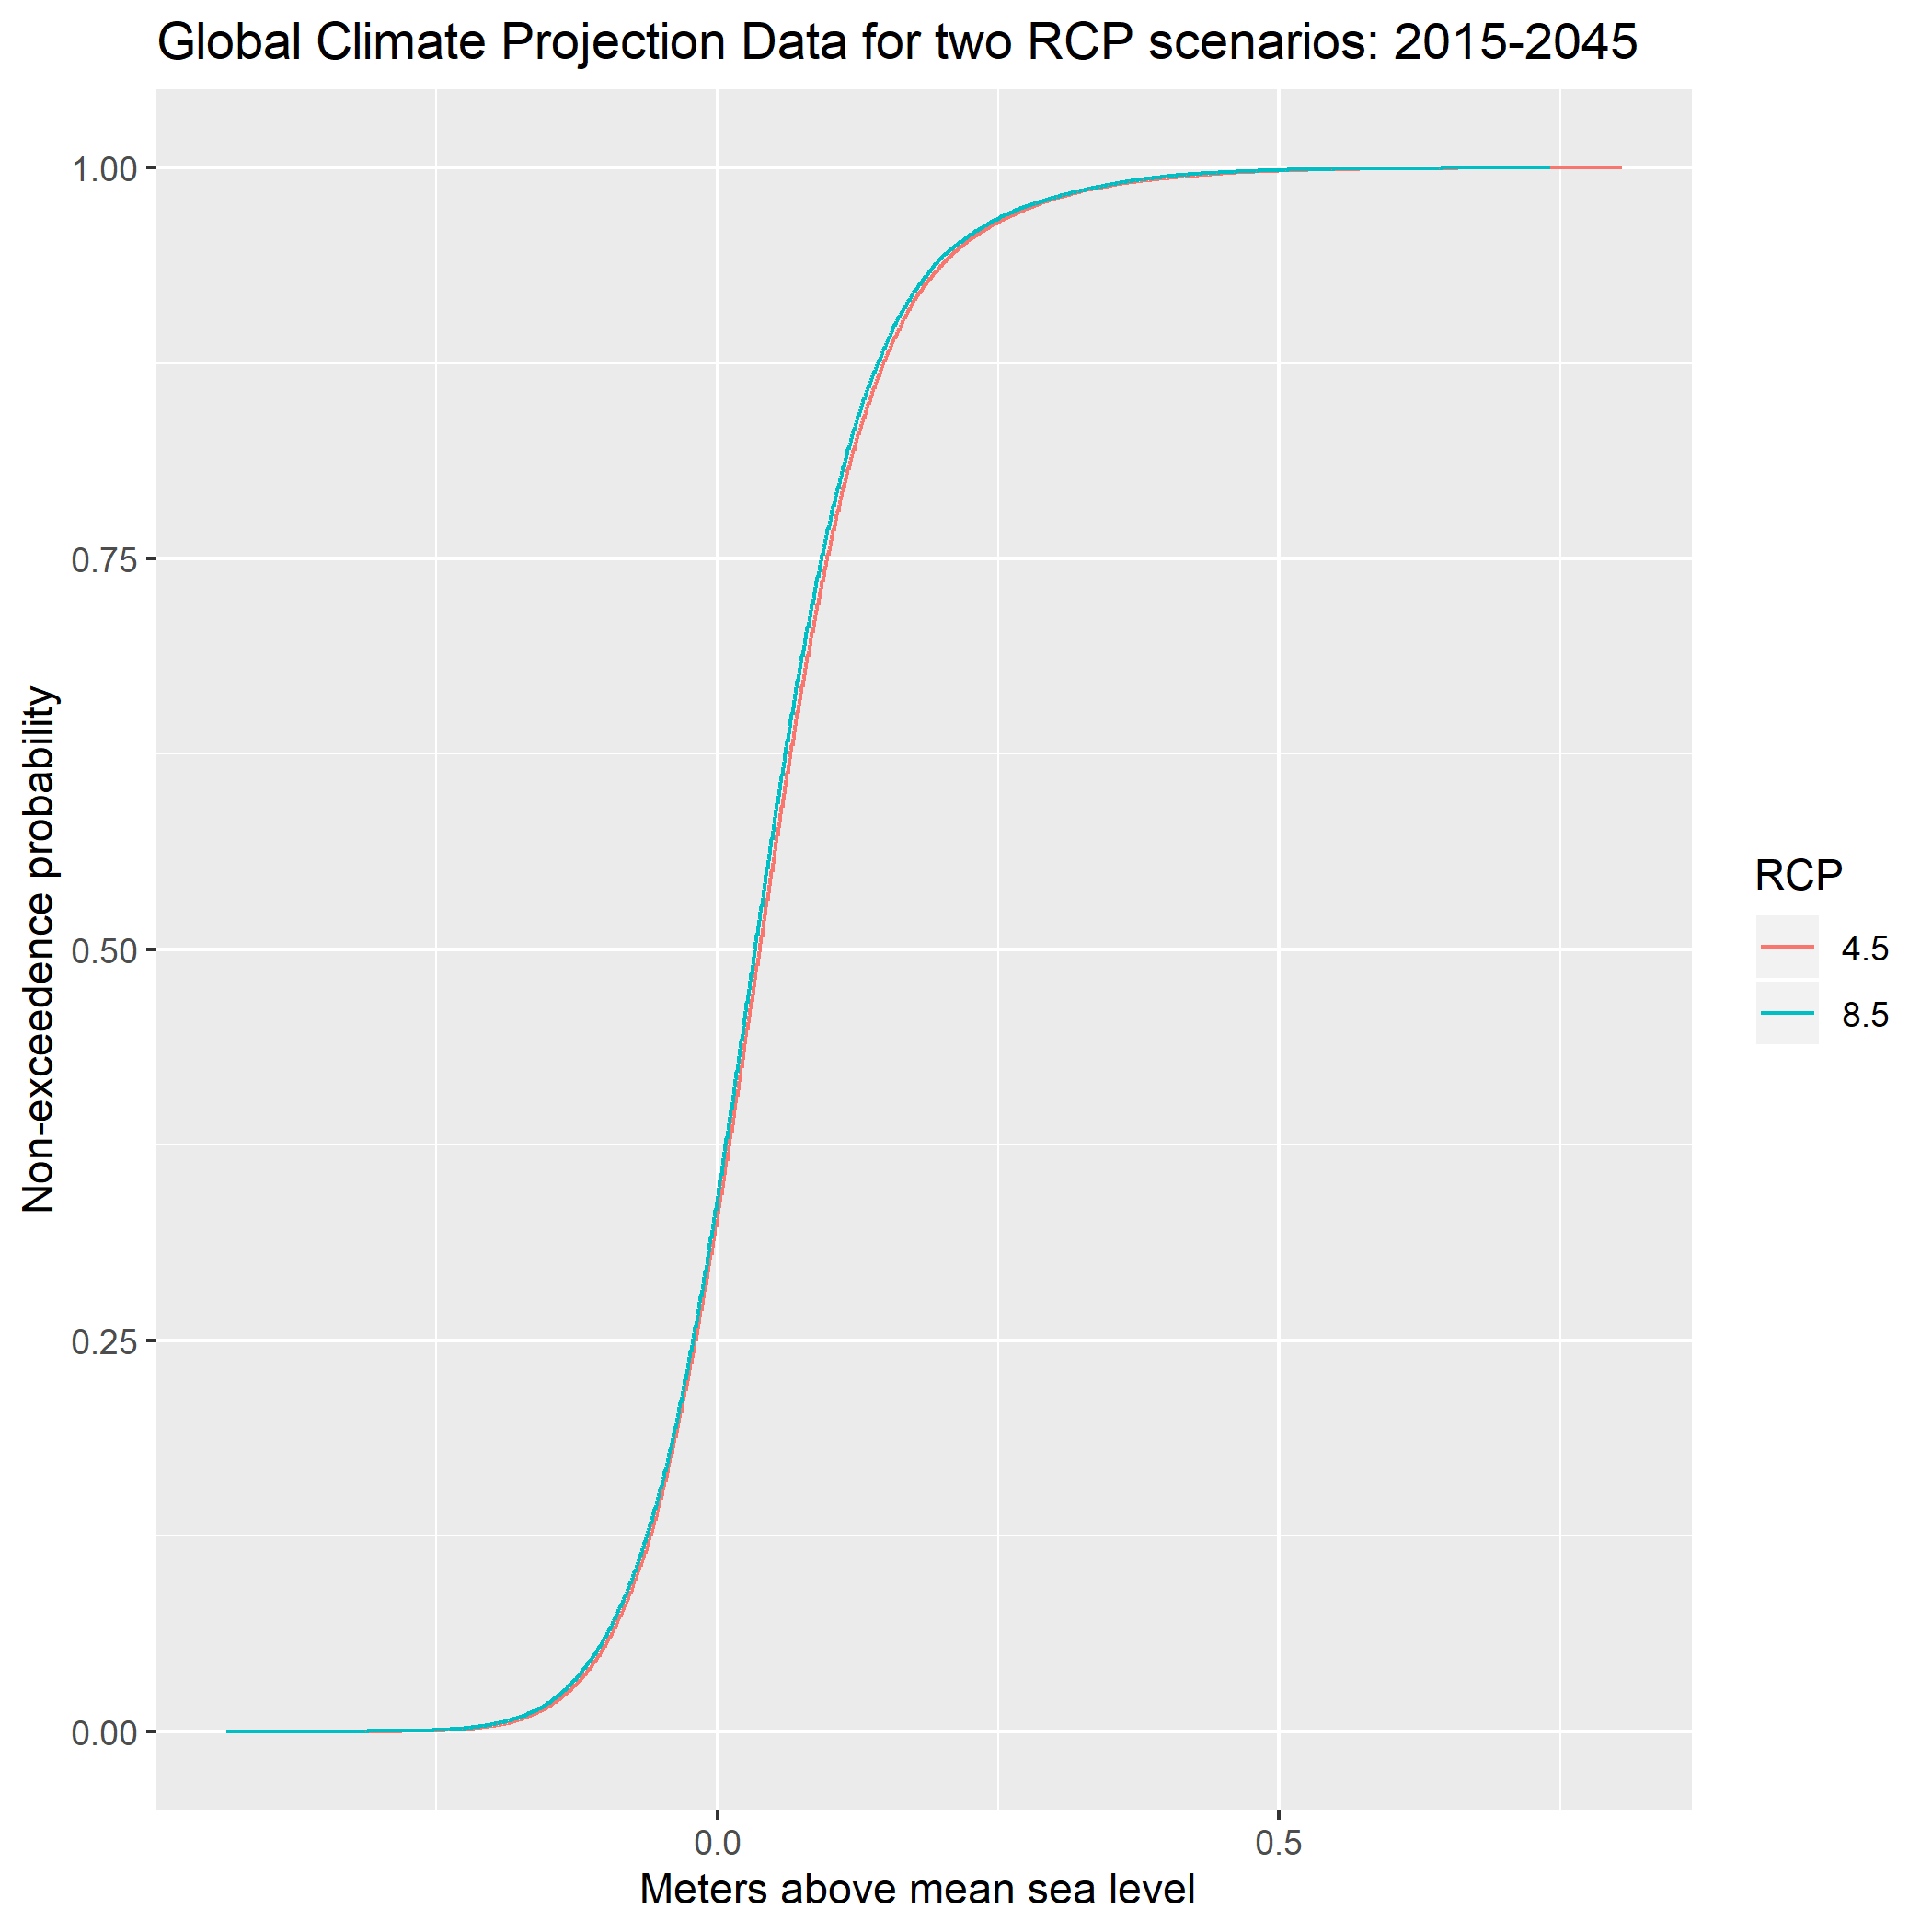 Global Climate Projection Data for two RCP scenarios: 2015-2045
1.00
0.75
0.50
0.25
0.00
Non-exceedence probability
0.0
0.5
Meters above mean sea level
RCP
4.5
8.5